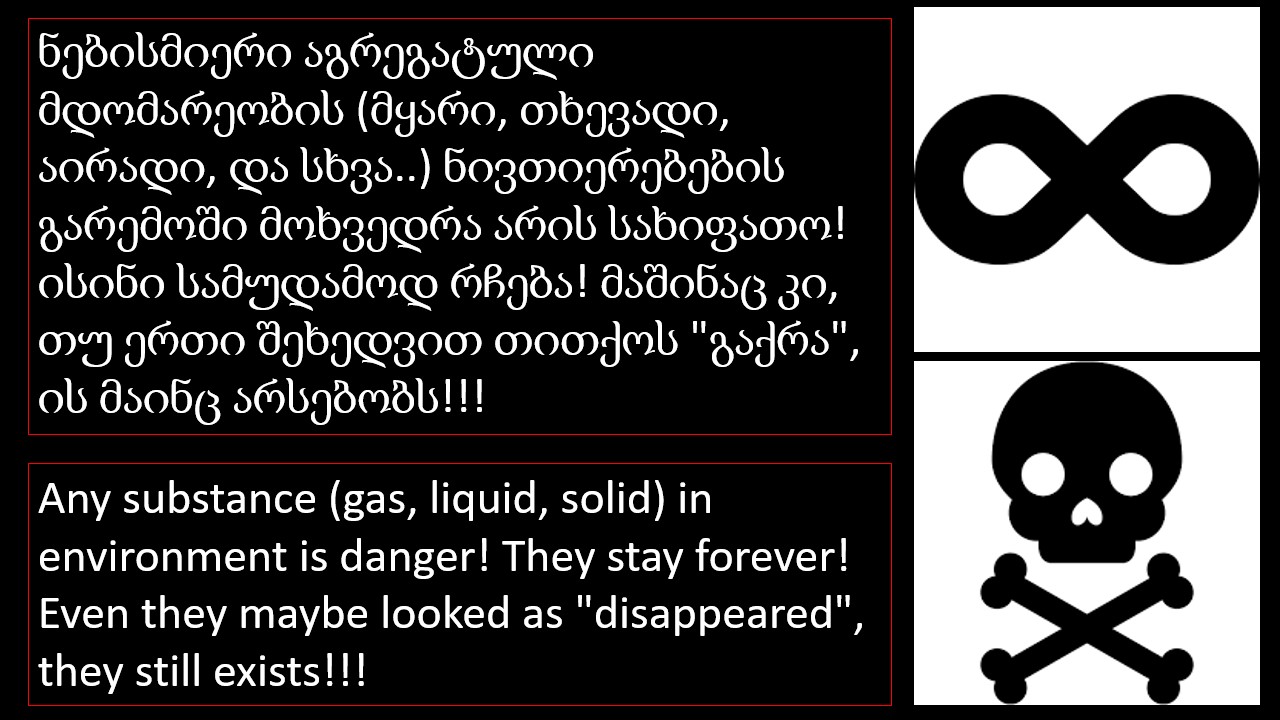 ნებისმიერი აგრეგატული
მდომარეობის (მყარი, თხევადი,
აირადი, და სხვა..) ნივთიერებების
გარემოში მოხვედრა არის სახიფათო!
ისინი სამუდამოდ რჩება! მაშინაც კი,
თუ ერთი შეხედვით თითქოს "გაქრა",
ის მაინც არსებობს!!!
Any substance (gas, liquid, solid) in
environment is danger! They stay forever!
Even they maybe looked as "disappeared",
they still exists!!!